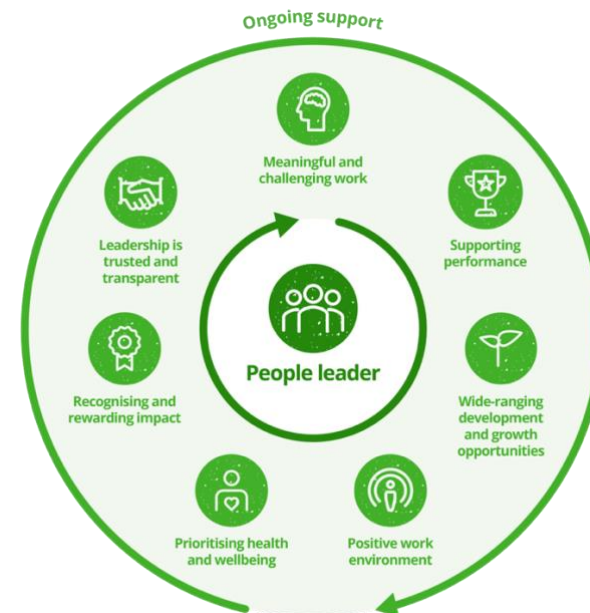 Ongoing support
Meaningful and
challenging work
Leadership is
trusted and
transparent
Supporting
performance
People leader
Recognising and
rewarding impact
Wide-ranging
development
and growth
opportunities
Prioritising health
and wellbeing
Positive work
environment